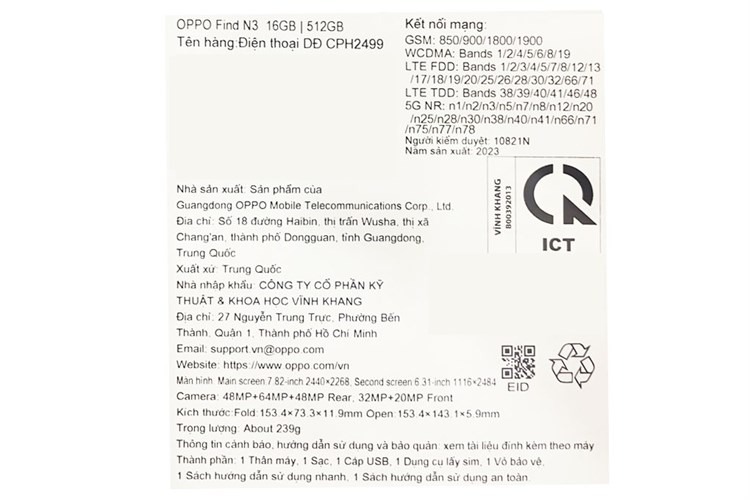 OPPO Find N3 16GB | 512GB
Tên hàng:Điện thoại DĐ CPH2499
Kết nối mạng:
GSM: 850/900/1800/1900
WCDMA: Bands 1/2/4/5/6/8/19
LTE FDD: Bands 1/2/3/4/5/7/8/12/13
/17/18/19/20/25/26/28/30/32/66/71
LTE TDD: Bands 38/39/40/41/46/48
5G NR: n1/n2/n3/n5/n7/n8/n12/n20
/n25/n28/n30/n38/n40/n41/n66/n71
/n75/n77/n78
Người kiểm duyệt: 10821N
Năm sản xuất: 2023
VĨNH KHANG
B00392013
ICT
Nhà sản xuất: Sản phẩm của
Guangdong OPPO Mobile Telecommunications Corp., Ltd.
Địa chỉ: Số 18 đường Haibin, thị trấn Wusha, thị xã
Chang'an, thành phố Dongguan, tỉnh Guangdong,
Trung Quốc
Xuất xứ: Trung Quốc
Nhà nhập khẩu: CÔNG TY CỔ PHẦN KỸ
THUẬT & KHOA HỌC VĨNH KHANG
Địa chỉ: 27 Nguyễn Trung Trực, Phường Bến
Thành, Quận 1, Thành phố Hồ Chí Minh
Email: support.vn@oppo.com
Website: https://www.oppo.com/vn
Màn hình Main screen 7.82-inch 2440×2268, Second screen 6.31-inch 1116×2484
Camera: 48MP+64MP+48MP Rear, 32MP+20MP Front
Kích thước: Fold:153.4×73.3×11.9mm Open:153.4×143.1×5.9mm
Trọng lượng: About 239g
Thông tin cảnh báo, hướng dẫn sử dụng và bảo quản: xem tài liệu đính kèm theo máy
Thành phần: 1 Thân máy, 1 Sạc, 1 Cáp USB, 1 Dụng cụ lấy sim, 1 Vỏ bảo vệ,
1 Sách hướng dẫn sử dụng nhanh, 1 Sách hướng dẫn sử dụng an toàn.
EID